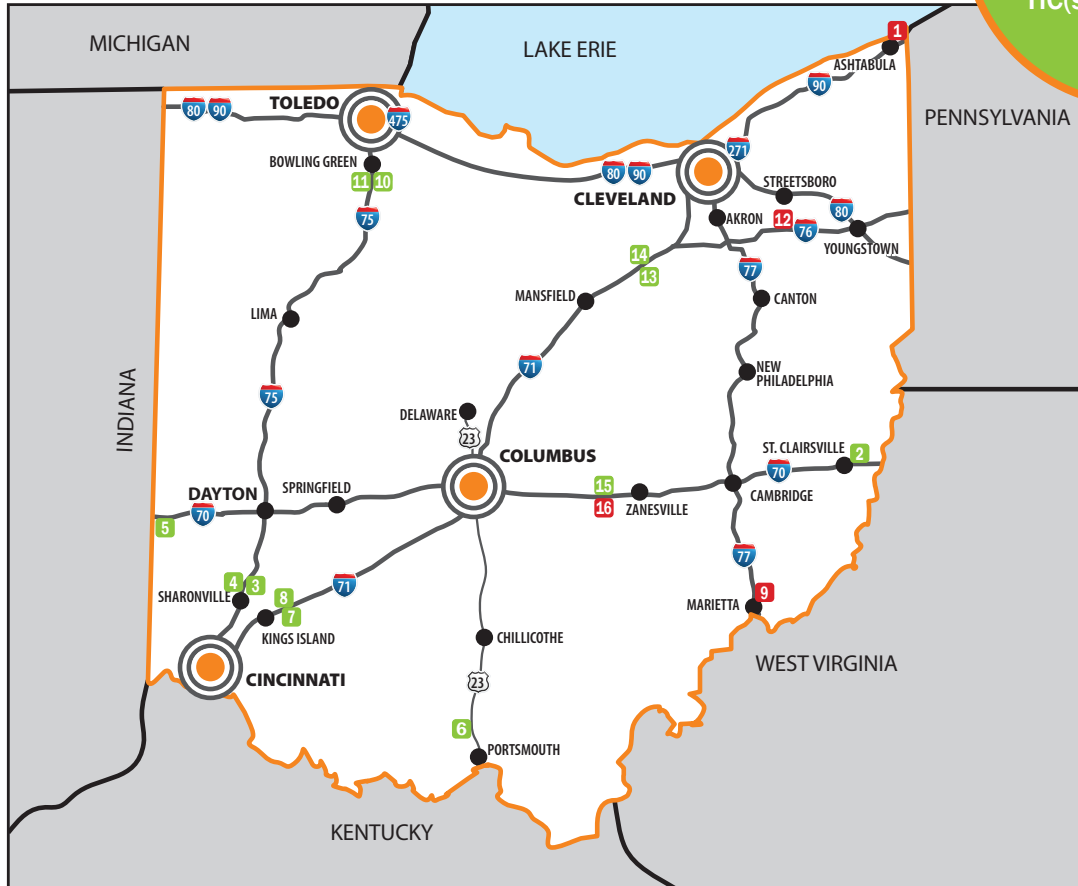 TIC(s
1
MICHIGAN
LAKE ERIE
ASHTABULA
90
PENNSYLVANIA
TOLEDO
80
90
475
BOWLING GREEN
11
10
271
80
90
STREETSBORO
CLEVELAND
80
AKRON
12
76
YOUNGSTOWN
75
14
13
77
MANSFIELD
CANTON
LIMA
71
NEW
PHILADELPHIA
INDIANA
75
DELAWARE
23
ST. CLAIRSVILLE
2
COLUMBUS
70
DAYTON
SPRINGFIELD
15
16
ZANESVILLE
CAMBRIDGE
5
70
77
4
3
SHARONVILLE
8
7
71
KINGS ISLAND
9
MARIETTA
CHILLICOTHE
WEST VIRGINIA
CINCINNATI
23
6
PORTSMOUTH
KENTUCKY